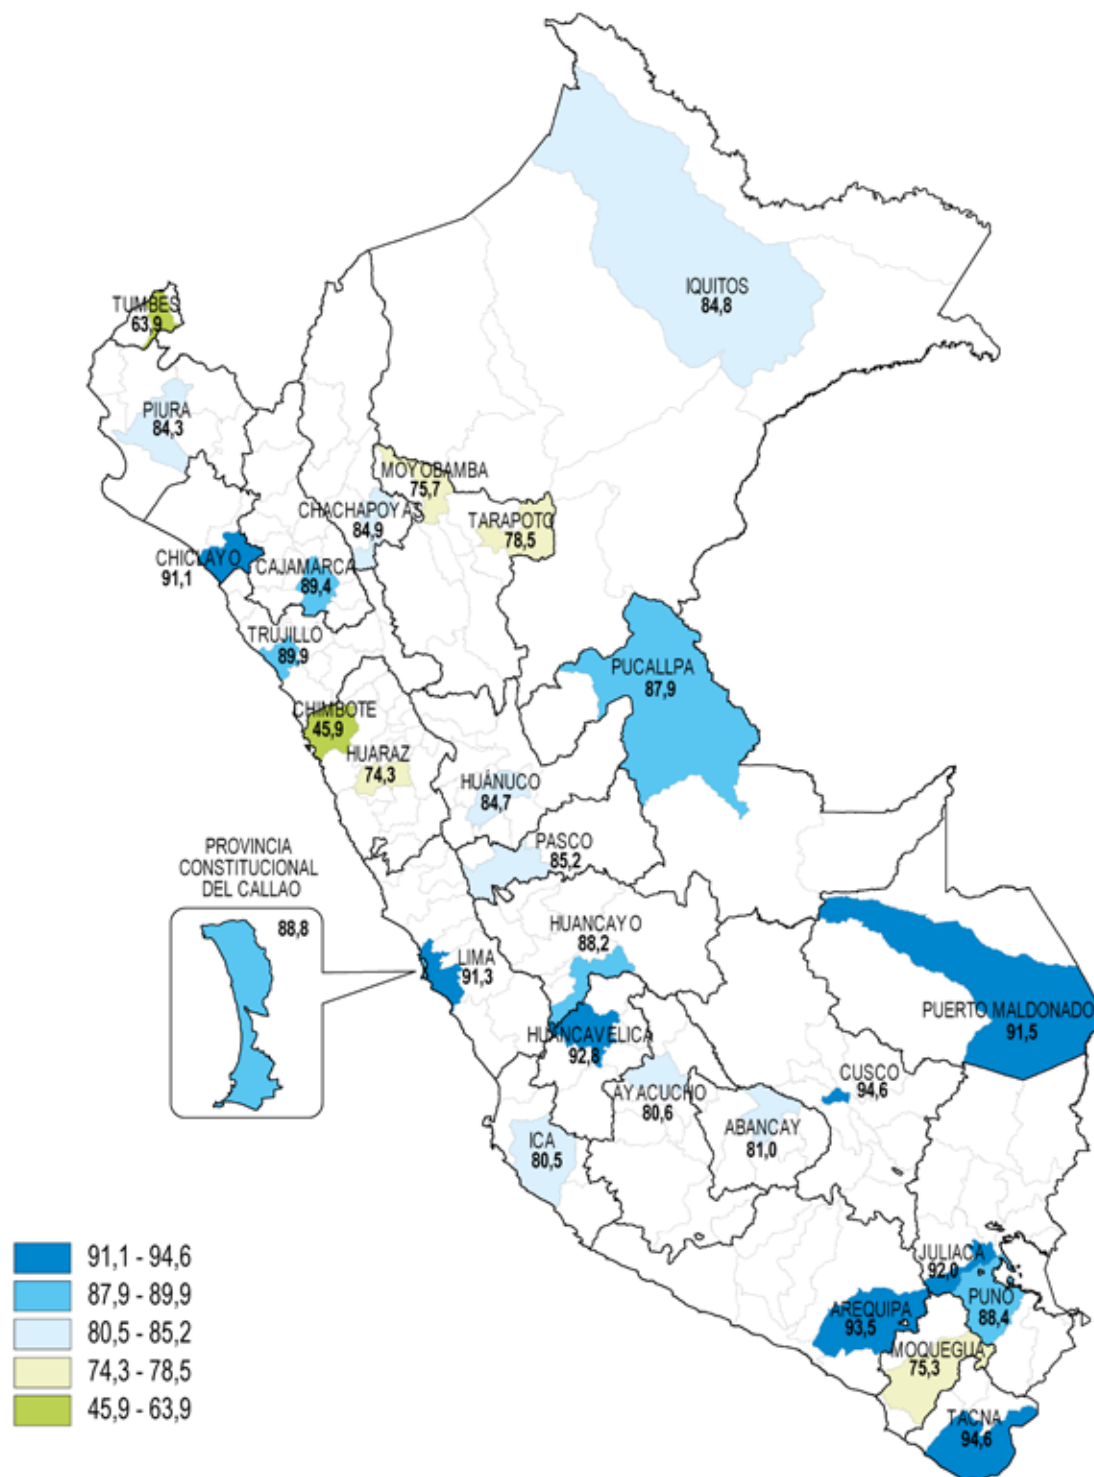 IQUITOS
84,8
TUMBES
63,9
PIURA
84,3
MOYOBAMBA
75,7
CHACHAPOYAS
84,9
TARAPOTO
78,5
CHICLAYO
91,1
CAJAMARCA
89,4
TRUJILLO
89,9
PUCALLPA
87,9
CHIMBOTE
45,9
HUARAZ
74,3
HUÁNUCO
84,7
PASCO
85,2
PROVINCIA
CONSTITUCIONAL
DEL CALLAO
88,8
HUANCAYO
88,2
LIMA
91,3
PUERTO MALDONADO
91,5
HUANCAVELICA
92,8
CUSCO
94,6
AYACUCHO
80,6
ABANCAY
81,0
ICA
80,5
JULIACA
92,0
PUNO
88,4
AREQUIPA
93,5
MOQUEGUA
75,3
TACNA
94,6
91,1 - 94,6
87,9 - 89,9
80,5 - 85,2
74,3 - 78,5
45,9 - 63,9